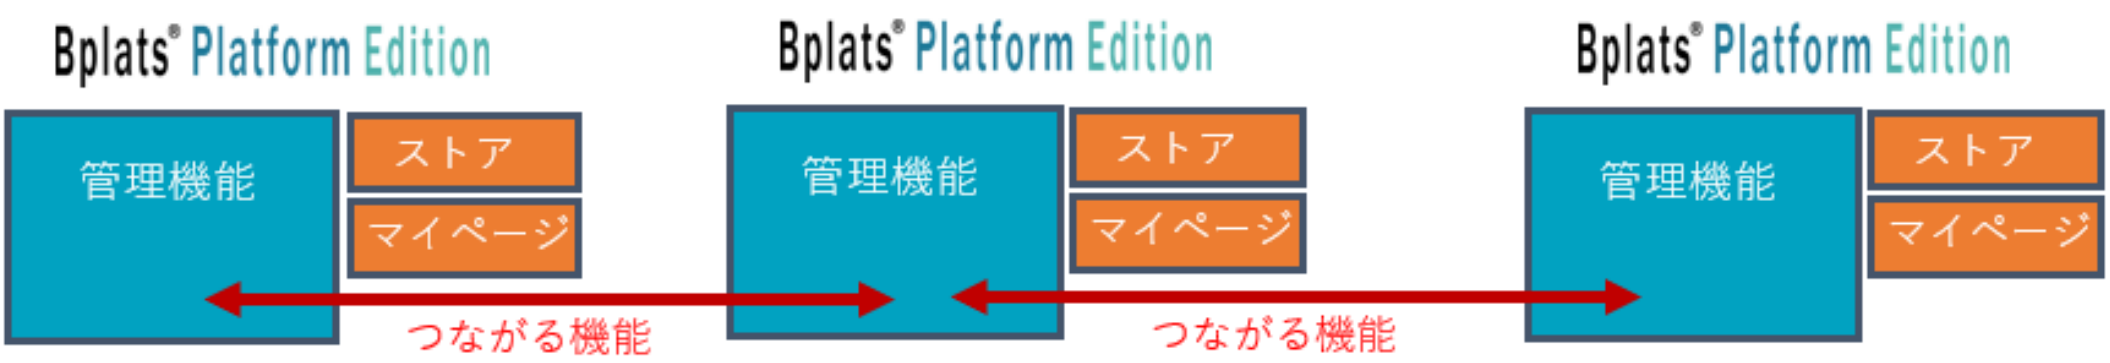 Bplats® Platform Edition
管理機能
ストア
マイページ
つながる機能
Bplats® Platform Edition
管理機能
ストア
マイページ
つながる機能
Bplats® Platform Edition
管理機能
ストア
マイページ